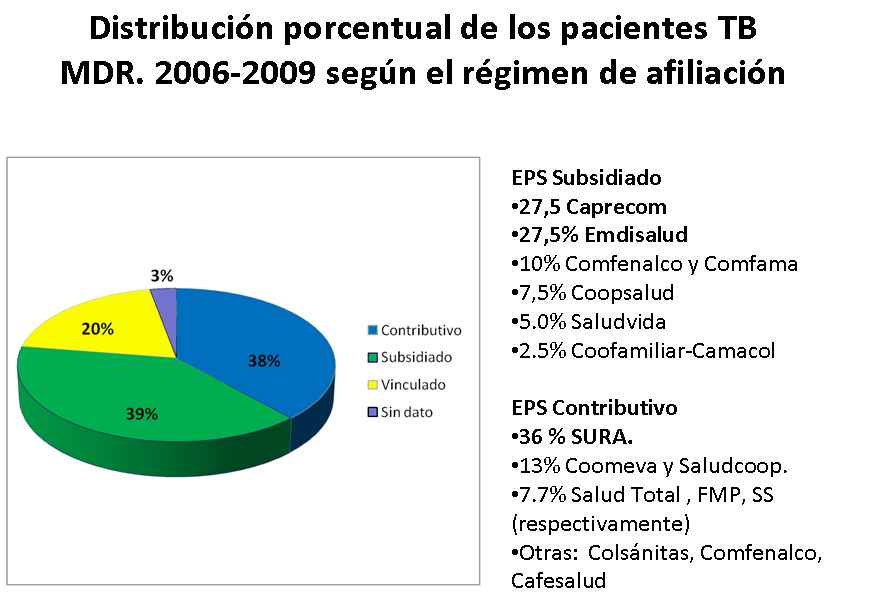 Distribución porcentual de los pacientes TB
MDR. 2006-2009 según el régimen de afiliación
3%
20%
38%
39%
Contributivo
Subsidiado
Vinculado
Sin dato
EPS Subsidiado
•27,5 Caprecom
•27,5% Emdisalud
•10% Comfenalco y Comfama
•7,5% Coopsalud
•5.0% Saludvida
•2.5% Coofamiliar-Camacol
EPS Contributivo
•36 % SURA.
•13% Coomeva y Saludcoop.
•7.7% Salud Total , FMP, SS
(respectivamente)
•Otras:  Colsánitas, Comfenalco,
Cafesalud